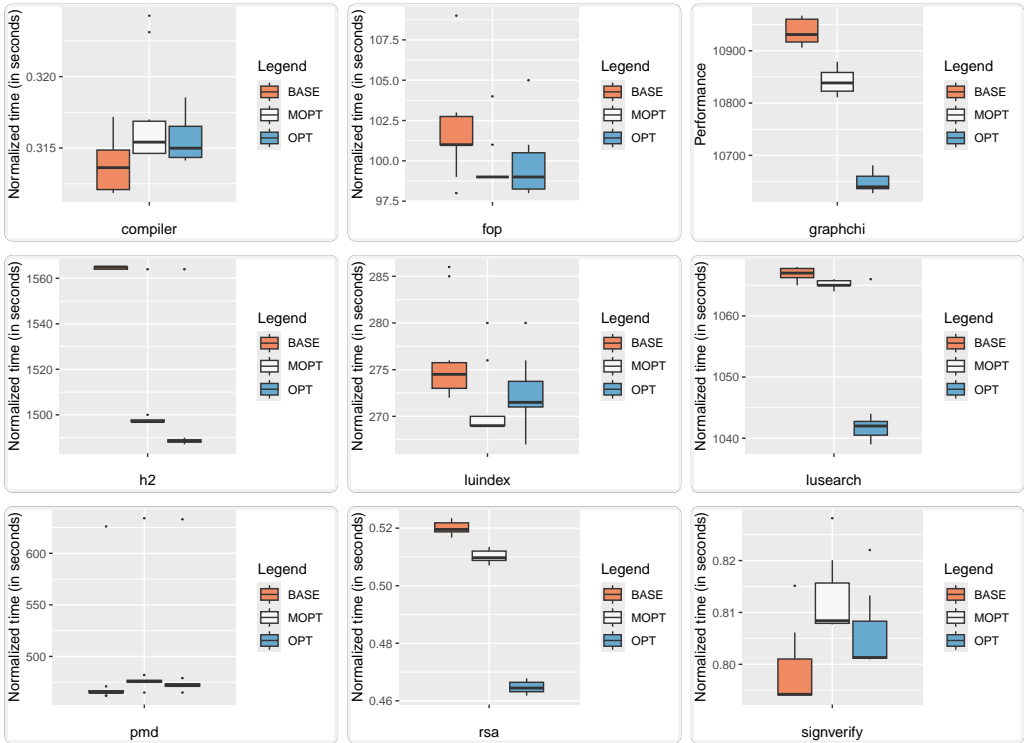 Normalized time (in seconds)
0.320
0.315
compiler
Legend
BASE
MOPT
OPT
Normalized time (in seconds)
107.5
105.0
102.5
100.0
97.5
fop
Legend
BASE
MOPT
OPT
Performance
10900
10800
10700
graphchi
Legend
BASE
MOPT
OPT
Normalized time (in seconds)
1560
1540
1520
1500
h2
Legend
BASE
MOPT
OPT
Normalized time (in seconds)
285
280
275
270
luindex
Legend
BASE
MOPT
OPT
Normalized time (in seconds)
1060
1050
1040
lusearch
Legend
BASE
MOPT
OPT
Normalized time (in seconds)
600
550
500
pmd
Legend
BASE
MOPT
OPT
Normalized time (in seconds)
0.52
0.50
0.48
0.46
rsa
Legend
BASE
MOPT
OPT
Normalized time (in seconds)
0.82
0.81
0.80
signverify
Legend
BASE
MOPT
OPT